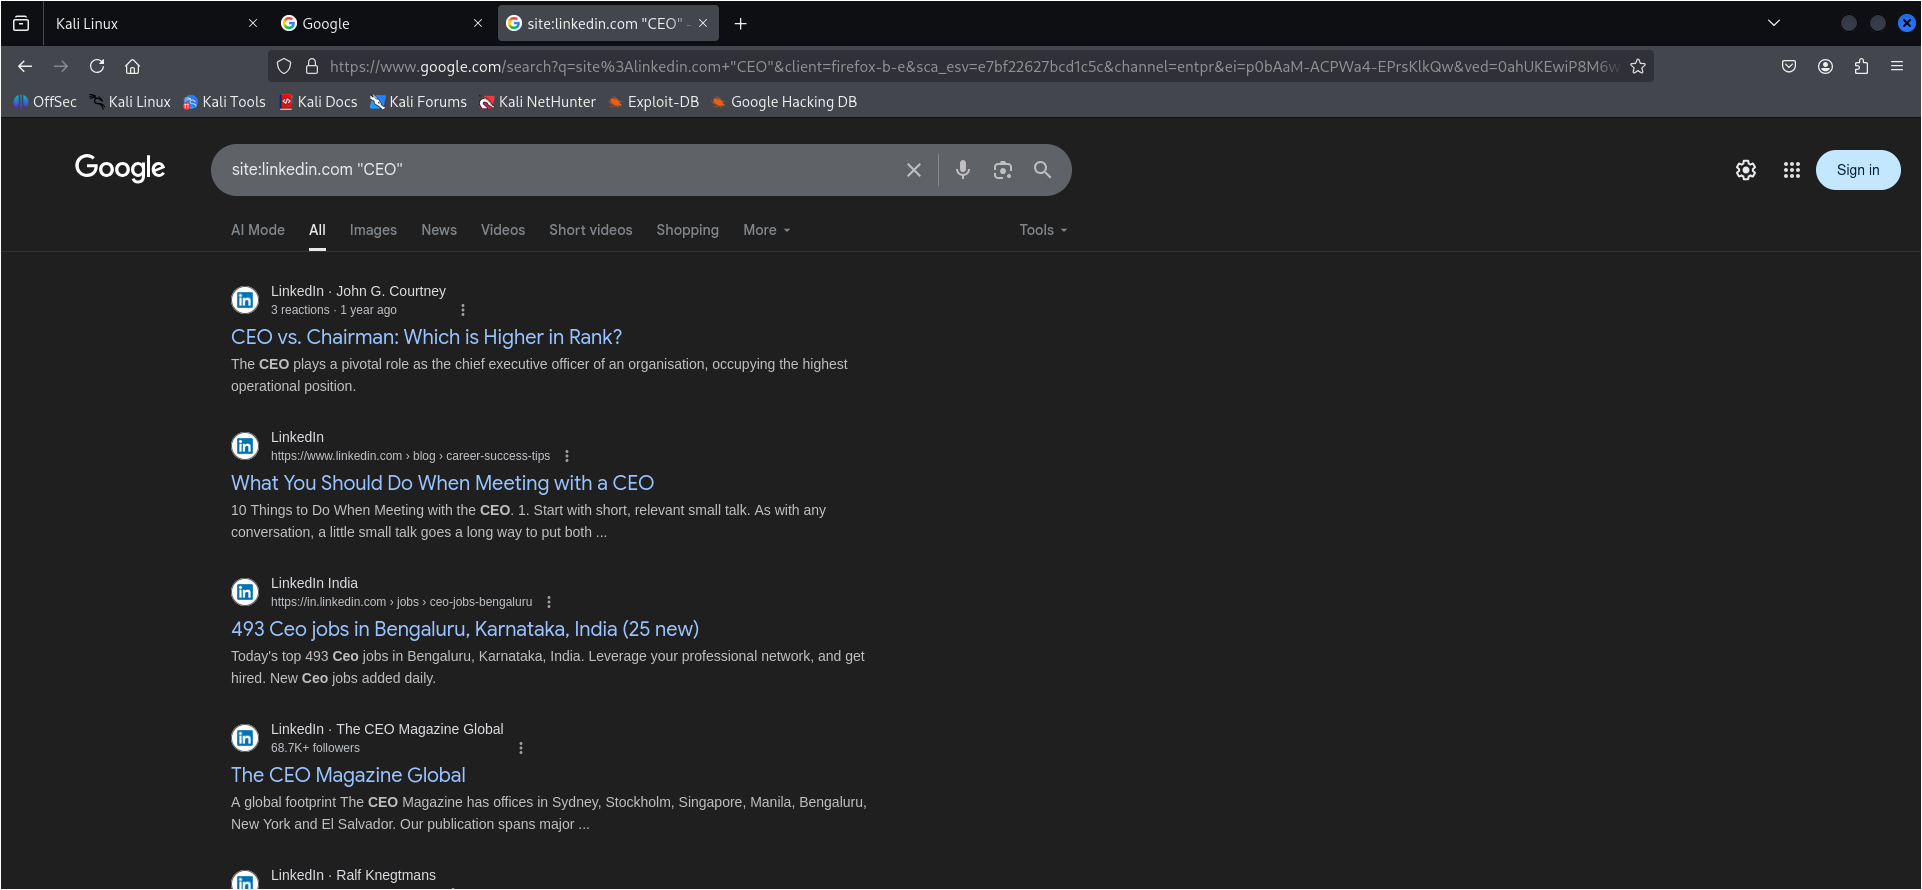 Kali Linux
Google
site:linkedin.com "CEO" -
https://www.google.com/search?q=site%3Alinkedin.com+"CEO"&client=firefox-b-e&sca_esv=e7bf22627bcd1c5c&channel=entpr&ei=p0bAaM-ACPWa4-EPrsKlkQw&ved=0ahUKEwiP8M6w
OffSec Kali Linux Kali Tools Kali Docs Kali Forums Kali NetHunter Exploit-DB Google Hacking DB
Google
site:linkedin.com "CEO"
Sign in
AI Mode All Images News Videos Short videos Shopping More Tools
LinkedIn · John G. Courtney
3 reactions · 1 year ago
CEO vs. Chairman: Which is Higher in Rank?
The CEO plays a pivotal role as the chief executive officer of an organisation, occupying the highest
operational position.
LinkedIn
https://www.linkedin.com › blog › career-success-tips
What You Should Do When Meeting with a CEO
10 Things to Do When Meeting with the CEO. 1. Start with short, relevant small talk. As with any
conversation, a little small talk goes a long way to put both ...
LinkedIn India
https://in.linkedin.com › jobs › ceo-jobs-bengaluru
493 Ceo jobs in Bengaluru, Karnataka, India (25 new)
Today's top 493 Ceo jobs in Bengaluru, Karnataka, India. Leverage your professional network, and get
hired. New Ceo jobs added daily.
LinkedIn · The CEO Magazine Global
68.7K+ followers
The CEO Magazine Global
A global footprint The CEO Magazine has offices in Sydney, Stockholm, Singapore, Manila, Bengaluru,
New York and El Salvador. Our publication spans major ...
LinkedIn · Ralf Knegtmans